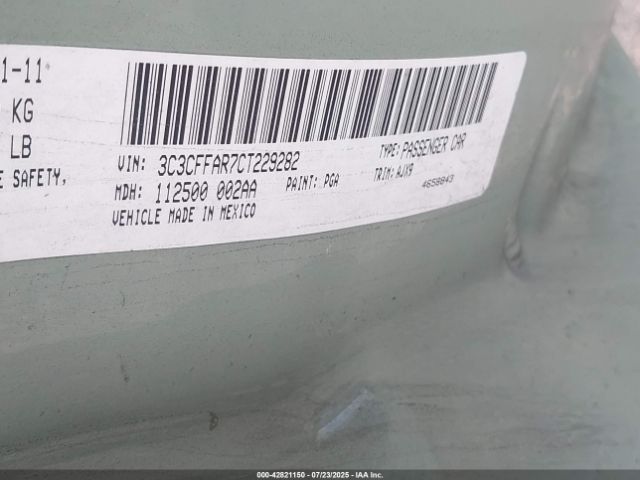 1-11
KG
LB
E SAFETY,
VIN: 3C3CFFAR7CT229282 TYPE: PASSENGER CAR
MDH: 112500 002AA PAINT: PGA TRIM: AJX9
VEHICLE MADE IN MEXICO 4658843
000-42821150 - 07/23/2025 - IAA Inc.